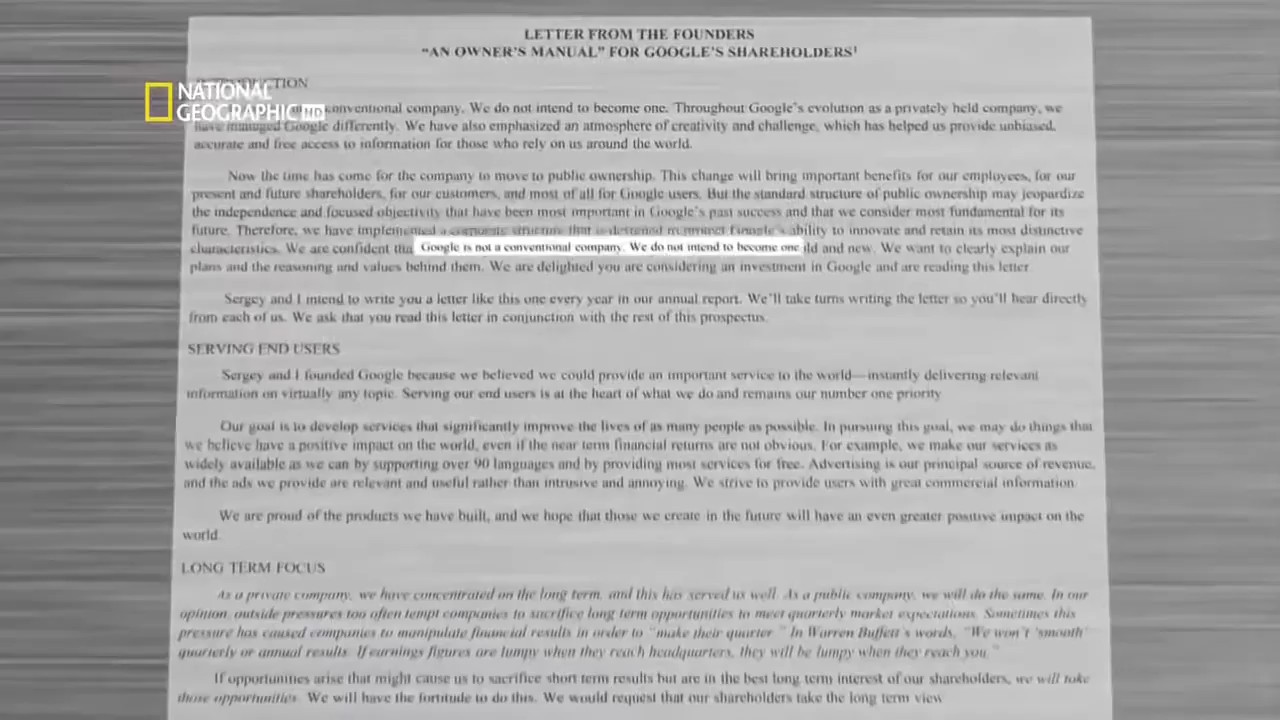 LETTER FROM THE FOUNDERS
“AN OWNER’S MANUAL” FOR GOOGLE’S SHAREHOLDERS¹
NATIONAL
GEOGRAPHIC HD
conventional company. We do not intend to become one. Throughout Google’s evolution as a privately held company, we
have managed Google differently. We have also emphasized an atmosphere of creativity and challenge, which has helped us provide unbiased,
accurate and free access to information for those who rely on us around the world.
Now the time has come for the company to move to public ownership. This change will bring important benefits for our employees, for our
present and future shareholders, for our customers, and most of all for Google users. But the standard structure of public ownership may jeopardize
the independence and focused objectivity that have been most important in Google’s past success and that we consider most fundamental for its
future. Therefore, we have implemented a corporate structure that is designed to protect Google’s ability to innovate and retain its most distinctive
characteristics. We are confident
Google is not a conventional company. We do not intend to become one
and new. We want to clearly explain our
plans and the reasoning and values behind them. We are delighted you are considering an investment in Google and are reading this letter.
Sergey and I intend to write you a letter like this one every year in our annual report. We’ll take turns writing the letter so you’ll hear directly
from each of us. We ask that you read this letter in conjunction with the rest of this prospectus.
SERVING END USERS
Sergey and I founded Google because we believed we could provide an important service to the world—instantly delivering relevant
information on virtually any topic. Serving our end users is at the heart of what we do and remains our number one priority
Our goal is to develop services that significantly improve the lives of as many people as possible. In pursuing this goal, we may do things that
we believe have a positive impact on the world, even if the near term financial returns are not obvious. For example, we make our services as
widely available as we can by supporting over 90 languages and by providing most services for free. Advertising is our principal source of revenue,
and the ads we provide are relevant and useful rather than intrusive and annoying. We strive to provide users with great commercial information.
We are proud of the products we have built, and we hope that those we create in the future will have an even greater positive impact on the
world.
LONG TERM FOCUS
As a private company, we have concentrated on the long term, and this has served us well. As a public company, we will do the same. In our
opinion, outside pressures too often tempt companies to sacrifice long term opportunities to meet quarterly market expectations. Sometimes this
pressure has caused companies to manipulate financial results in order to “make their quarter.” In Warren Buffett’s words, “We won’t ‘smooth’
quarterly or annual results. If earnings figures are lumpy when they reach headquarters, they will be lumpy when they reach you.”
If opportunities arise that might cause us to sacrifice short term results but are in the best long term interest of our shareholders, we will take
those opportunities. We will have the fortitude to do this. We would request that our shareholders take the long term view